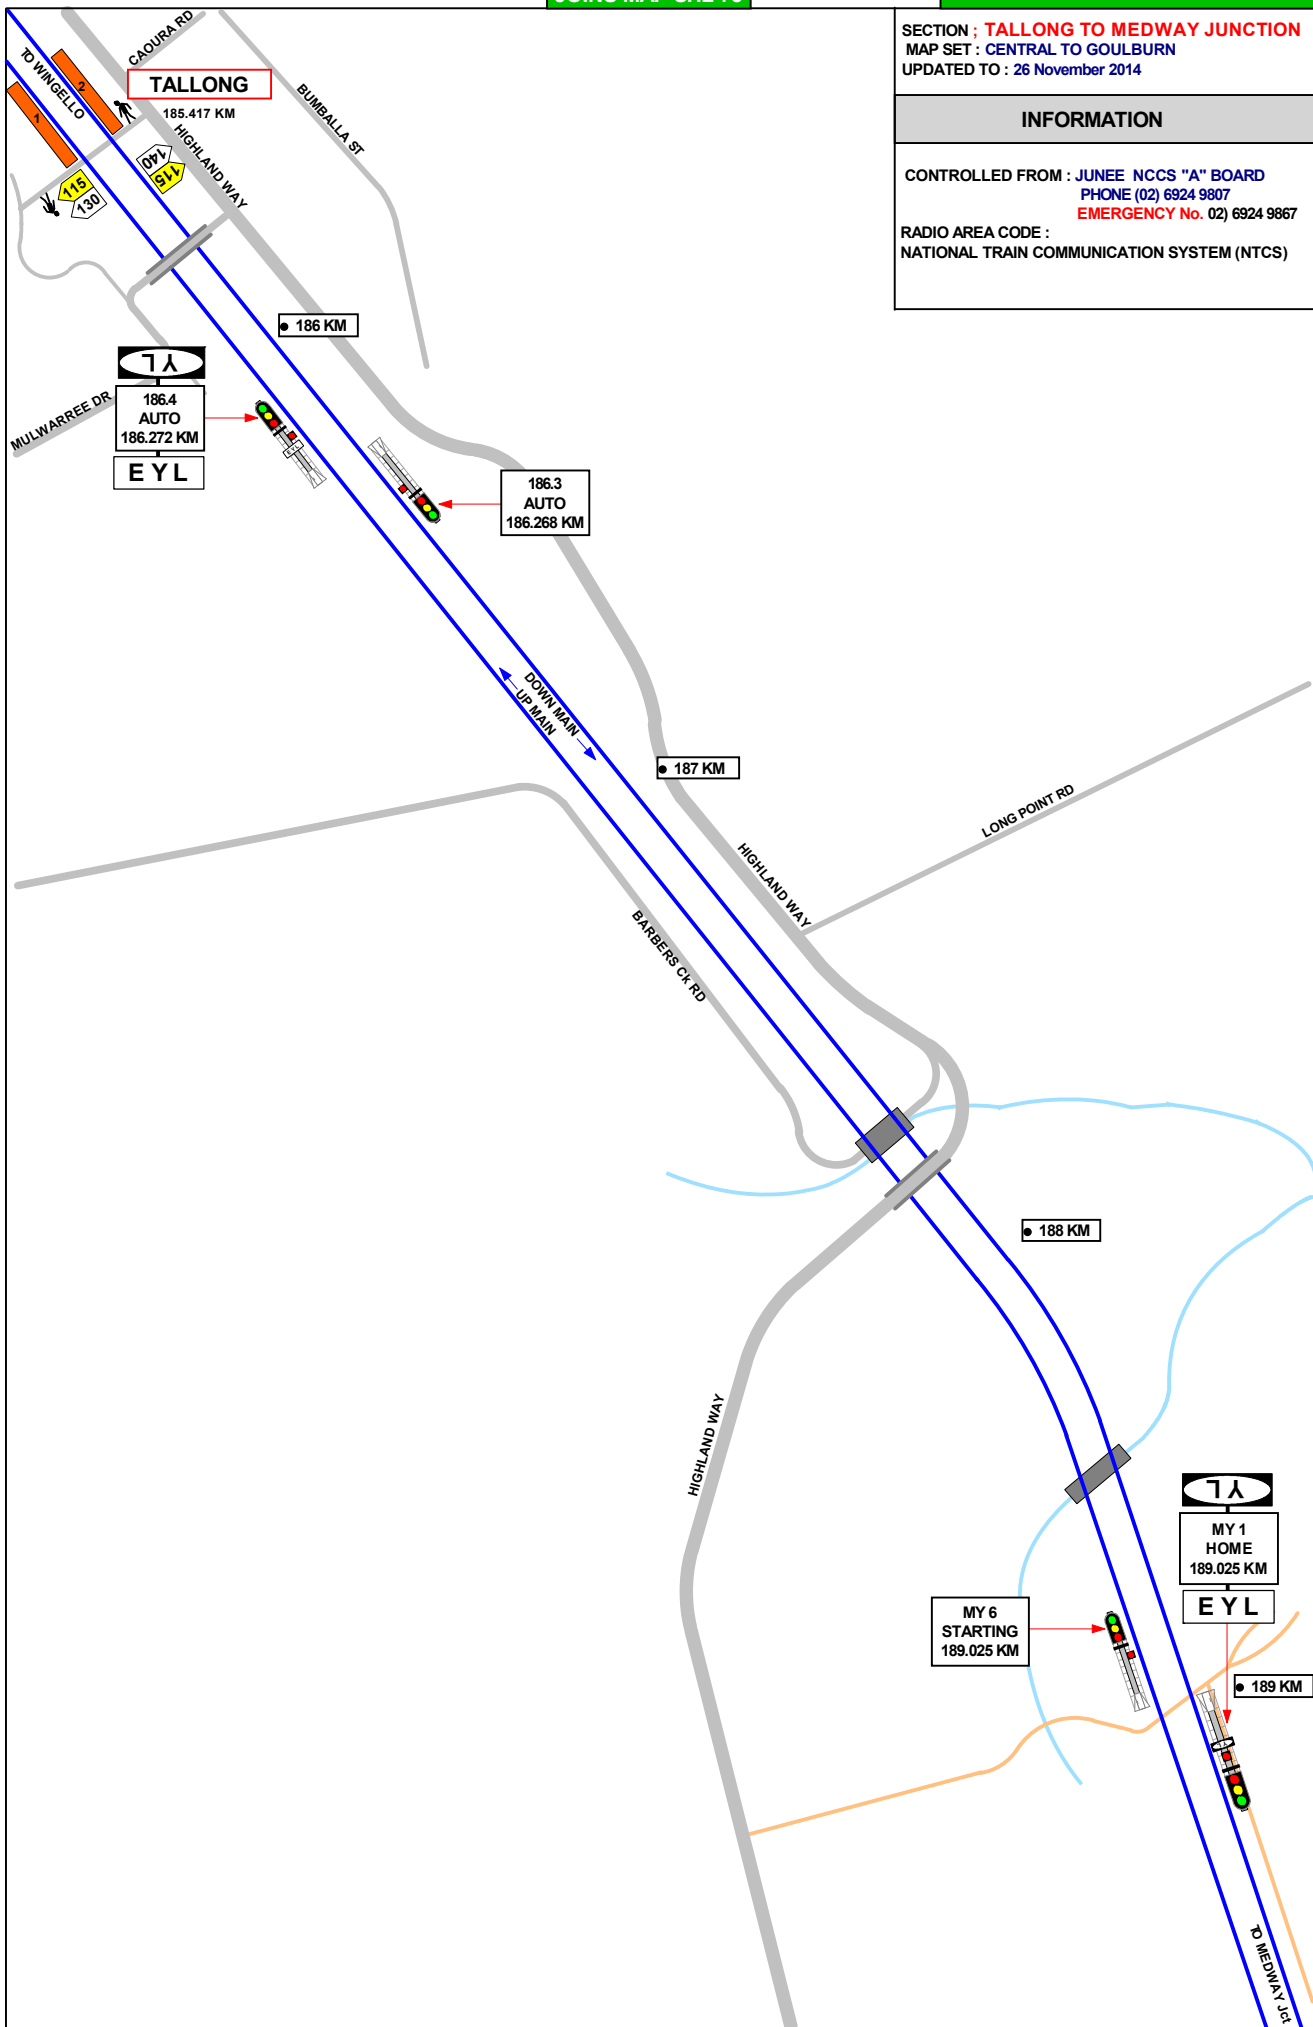 SECTION ; TALLONG TO MEDWAY JUNCTION
MAP SET : CENTRAL TO GOULBURN
UPDATED TO : 26 November 2014
INFORMATION
CONTROLLED FROM : JUNEE NCCS "A" BOARD
PHONE (02) 6924 9807
EMERGENCY No. 02) 6924 9867
RADIO AREA CODE :
NATIONAL TRAIN COMMUNICATION SYSTEM (NTCS)
TO WINGELLO
CAOURA RD
2
1
TALLONG
185.417 KM
BUMBALLA ST
HIGHLAND WAY
140
115
115
130
186 KM
YL
186.4
AUTO
186.272 KM
EYL
MULWARREE DR
186.3
AUTO
186.268 KM
DOWN MAIN
UP MAIN
187 KM
LONG POINT RD
HIGHLAND WAY
BARBERS Ck RD
188 KM
HIGHLAND WAY
YL
MY 1
HOME
189.025 KM
EYL
MY 6
STARTING
189.025 KM
189 KM
TO MEDWAY Jct